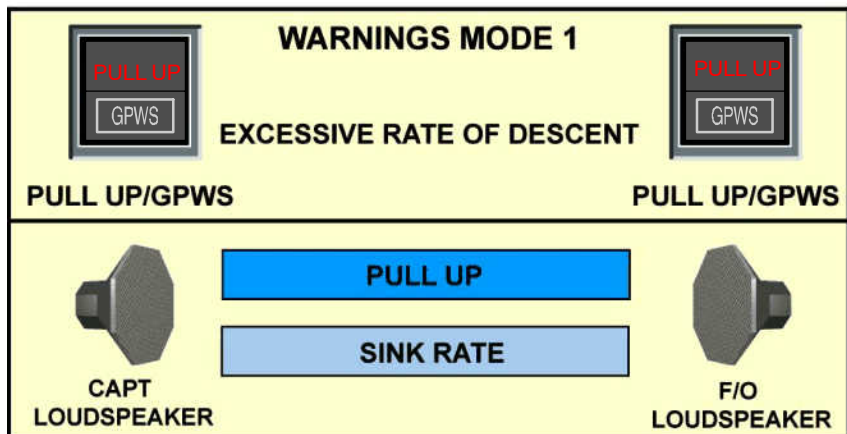 WARNINGS MODE 1
PULL UP
GPWS
PULL UP
GPWS
EXCESSIVE RATE OF DESCENT
PULL UP/GPWS
PULL UP/GPWS
PULL UP
SINK RATE
CAPT
LOUDSPEAKER
F/O
LOUDSPEAKER